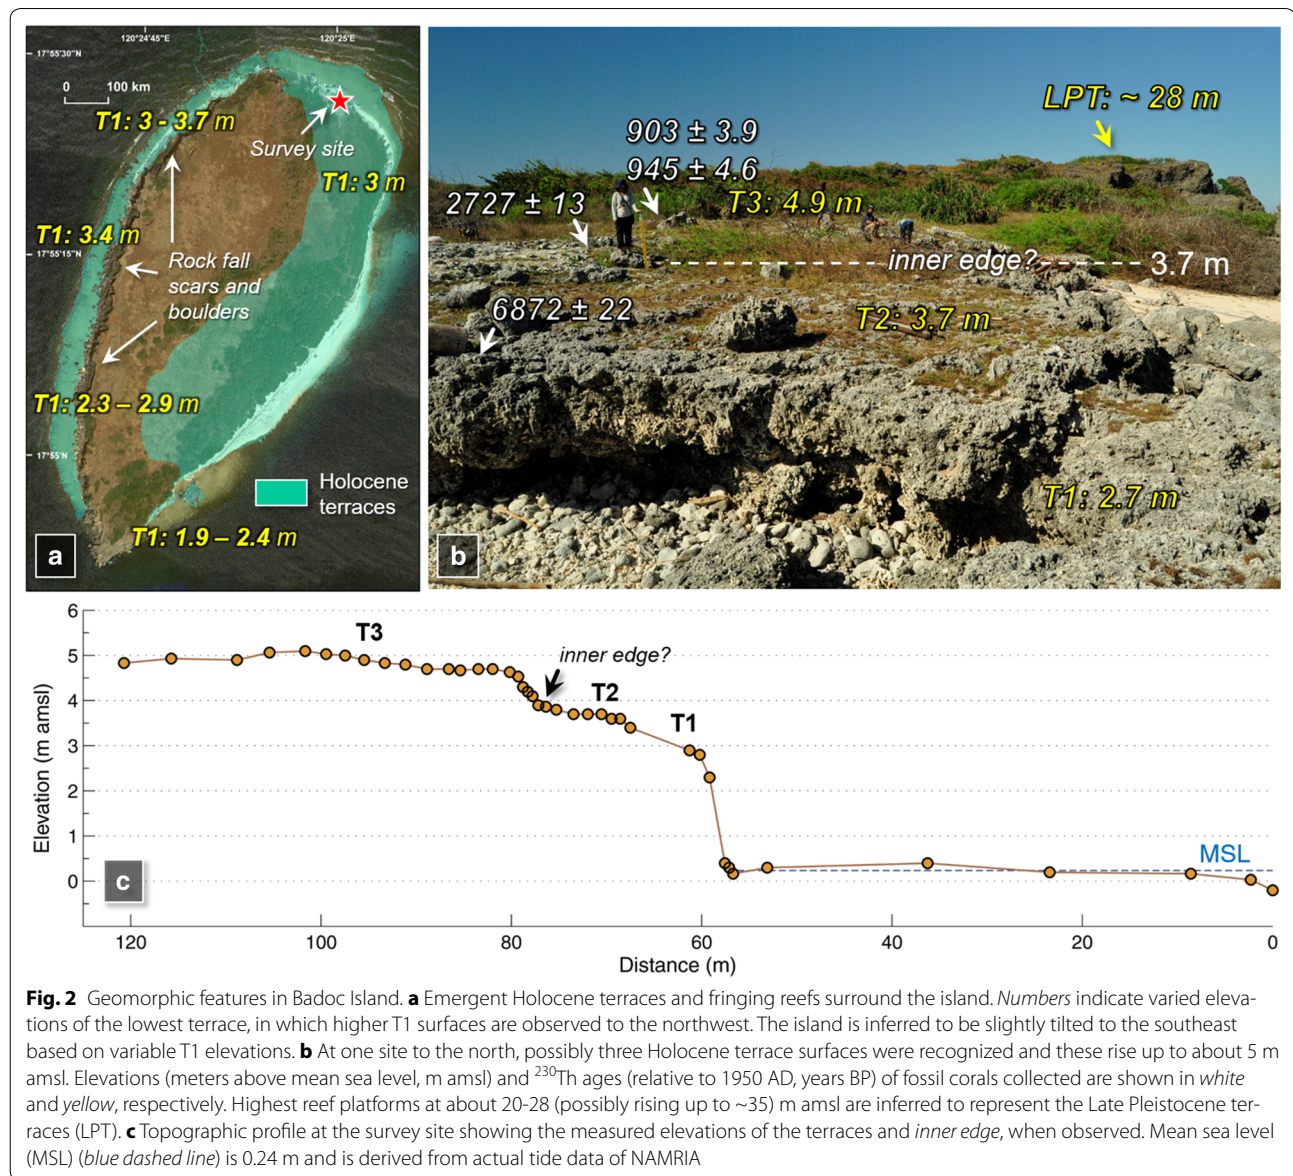 120°24'45"E
120°25'E
17°55'30"N
0 100 km
T1: 3 - 3.7 m
Survey site
T1: 3 m
T1: 3.4 m
17°55'15"N
Rock fall
scars and
boulders
T1: 2.3 – 2.9 m
17°55'N
Holocene
terraces
T1: 1.9 – 2.4 m
a
LPT: ~ 28 m
903 ± 3.9
945 ± 4.6
2727 ± 13
T3: 4.9 m
inner edge?
3.7 m
6872 ± 22
T2: 3.7 m
T1: 2.7 m
b
6
5
4
3
2
1
0
Elevation (m amsl)
T3
inner edge?
T2
T1
MSL
c
120 100 80 60 40 20 0
Distance (m)
Fig. 2 Geomorphic features in Badoc Island. a Emergent Holocene terraces and fringing reefs surround the island. Numbers indicate varied eleva-
tions of the lowest terrace, in which higher T1 surfaces are observed to the northwest. The island is inferred to be slightly tilted to the southeast
based on variable T1 elevations. b At one site to the north, possibly three Holocene terrace surfaces were recognized and these rise up to about 5 m
amsl. Elevations (meters above mean sea level, m amsl) and ²³⁰Th ages (relative to 1950 AD, years BP) of fossil corals collected are shown in white
and yellow, respectively. Highest reef platforms at about 20-28 (possibly rising up to ~35) m amsl are inferred to represent the Late Pleistocene ter-
races (LPT). c Topographic profile at the survey site showing the measured elevations of the terraces and inner edge, when observed. Mean sea level
(MSL) (blue dashed line) is 0.24 m and is derived from actual tide data of NAMRIA